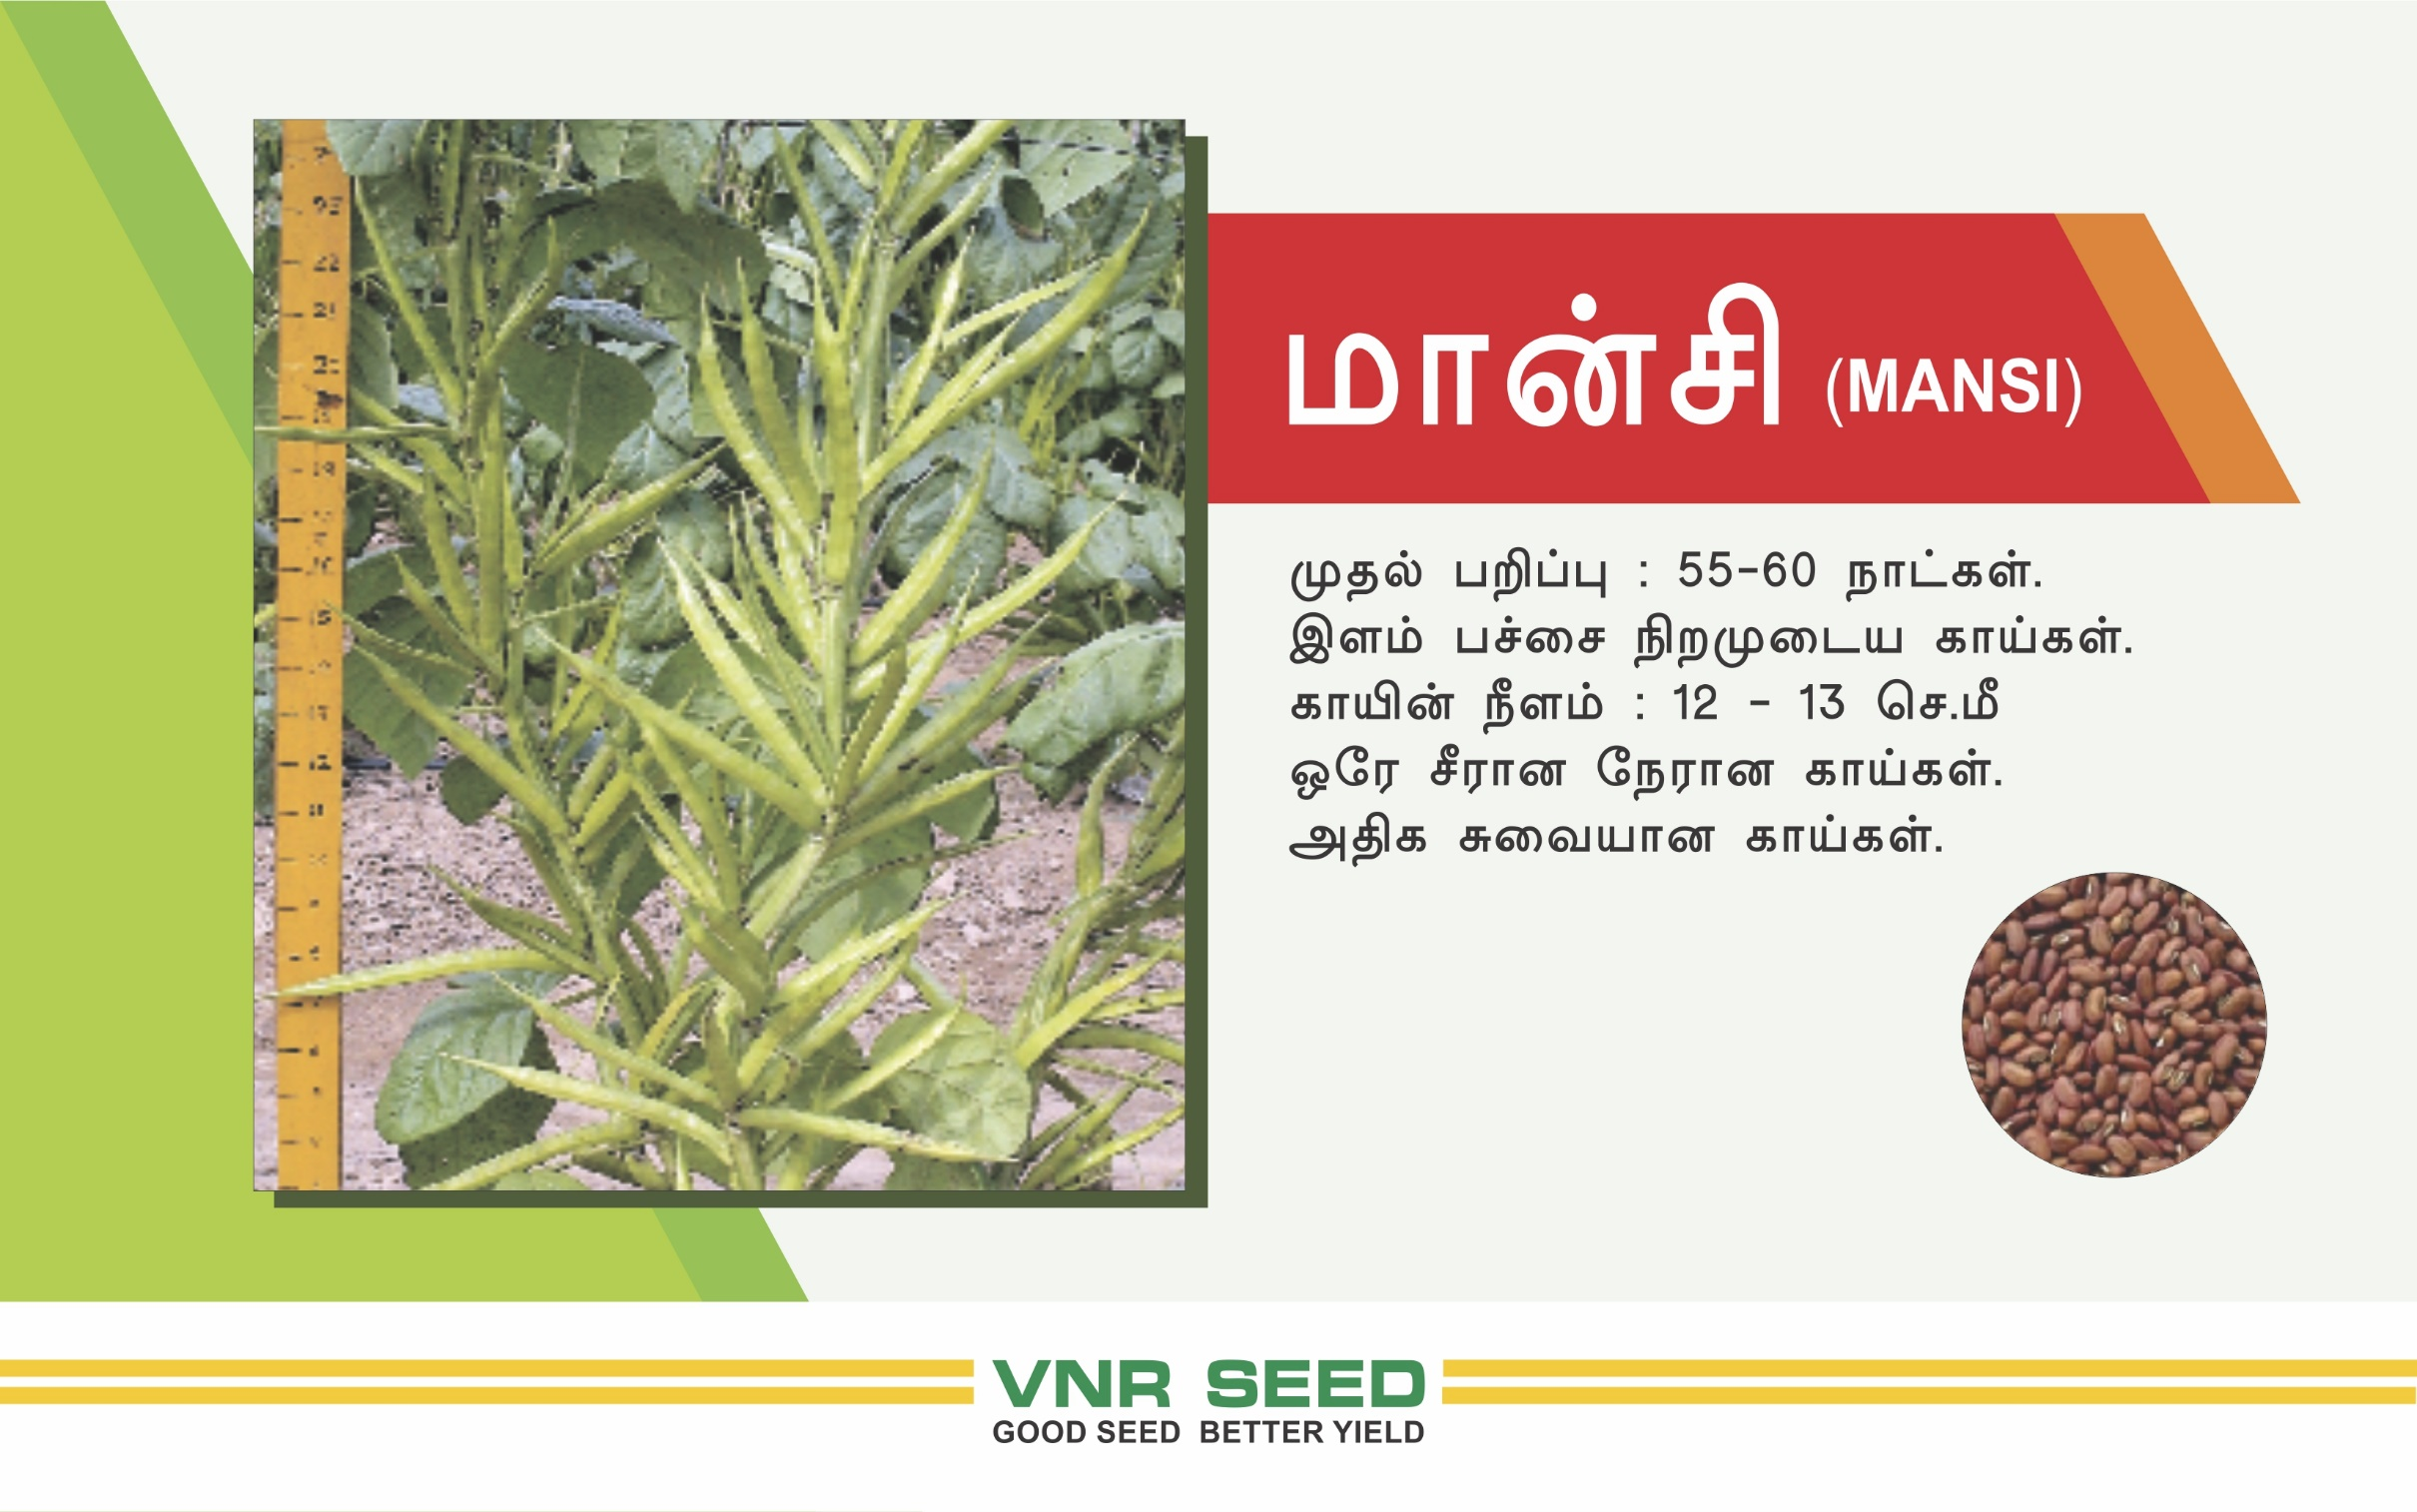 மான்சி (MANSI)
முதல் பறிப்பு : 55-60 நாட்கள்.
இளம் பச்சை நிறமுடைய காய்கள்.
காயின் நீளம் : 12 - 13 செ.மீ
ஒரே சீரான நேரான காய்கள்.
அதிக சுவையான காய்கள்.
VNR SEED
GOOD SEED BETTER YIELD